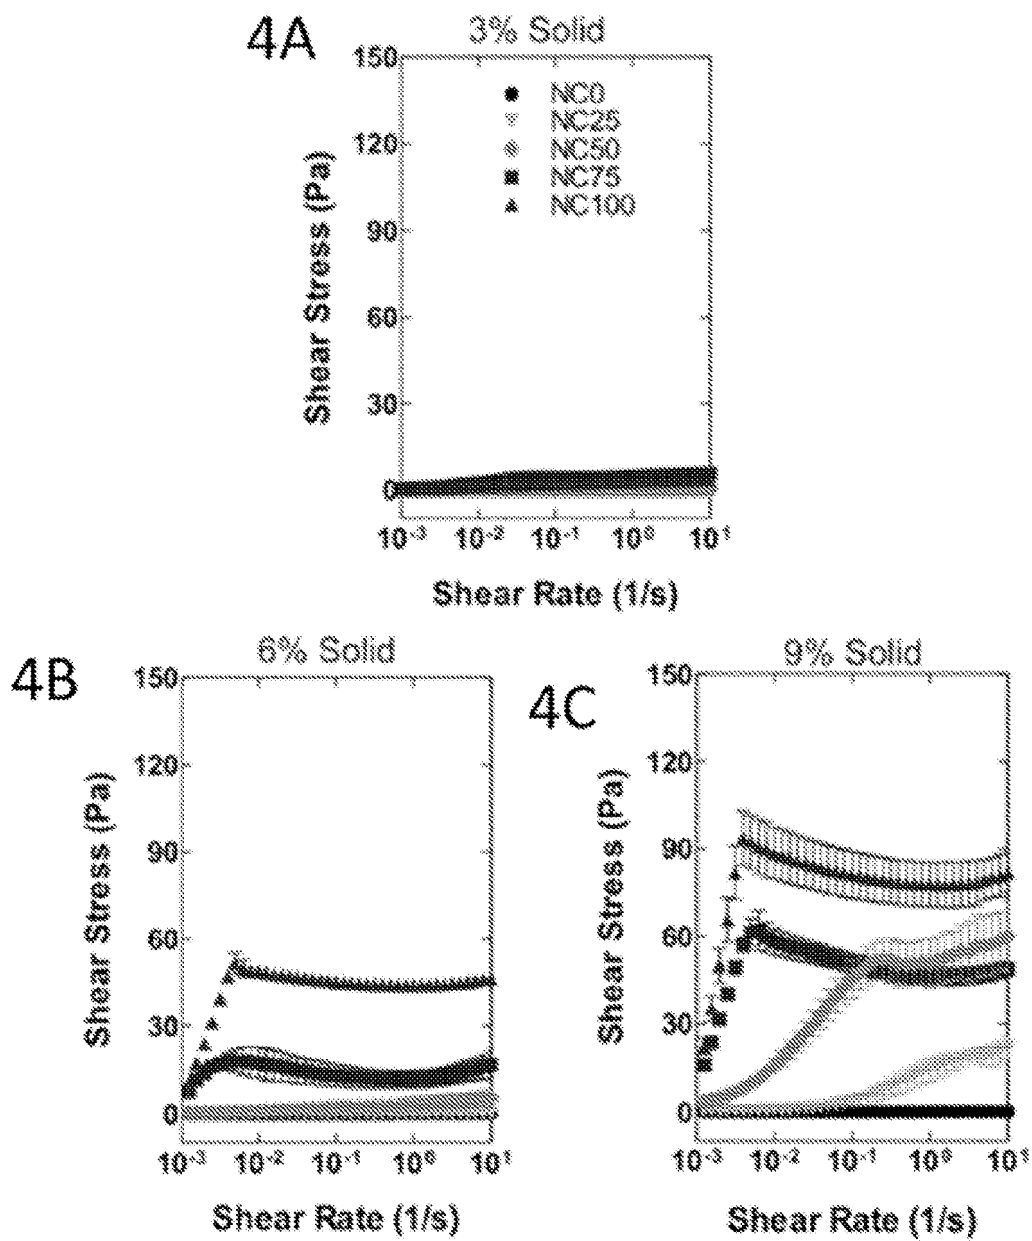 4A
3% Solid
150
120
90
60
30
0
NC0
NC25
NC50
NC75
NC100
Shear Stress (Pa)
10⁻³ 10⁻² 10⁻¹ 10⁰ 10¹
Shear Rate (1/s)
4B
6% Solid
150
120
90
60
30
0
Shear Stress (Pa)
10⁻³ 10⁻² 10⁻¹ 10⁰ 10¹
Shear Rate (1/s)
4C
9% Solid
150
120
90
60
30
0
Shear Stress (Pa)
10⁻³ 10⁻² 10⁻¹ 10⁰ 10¹
Shear Rate (1/s)